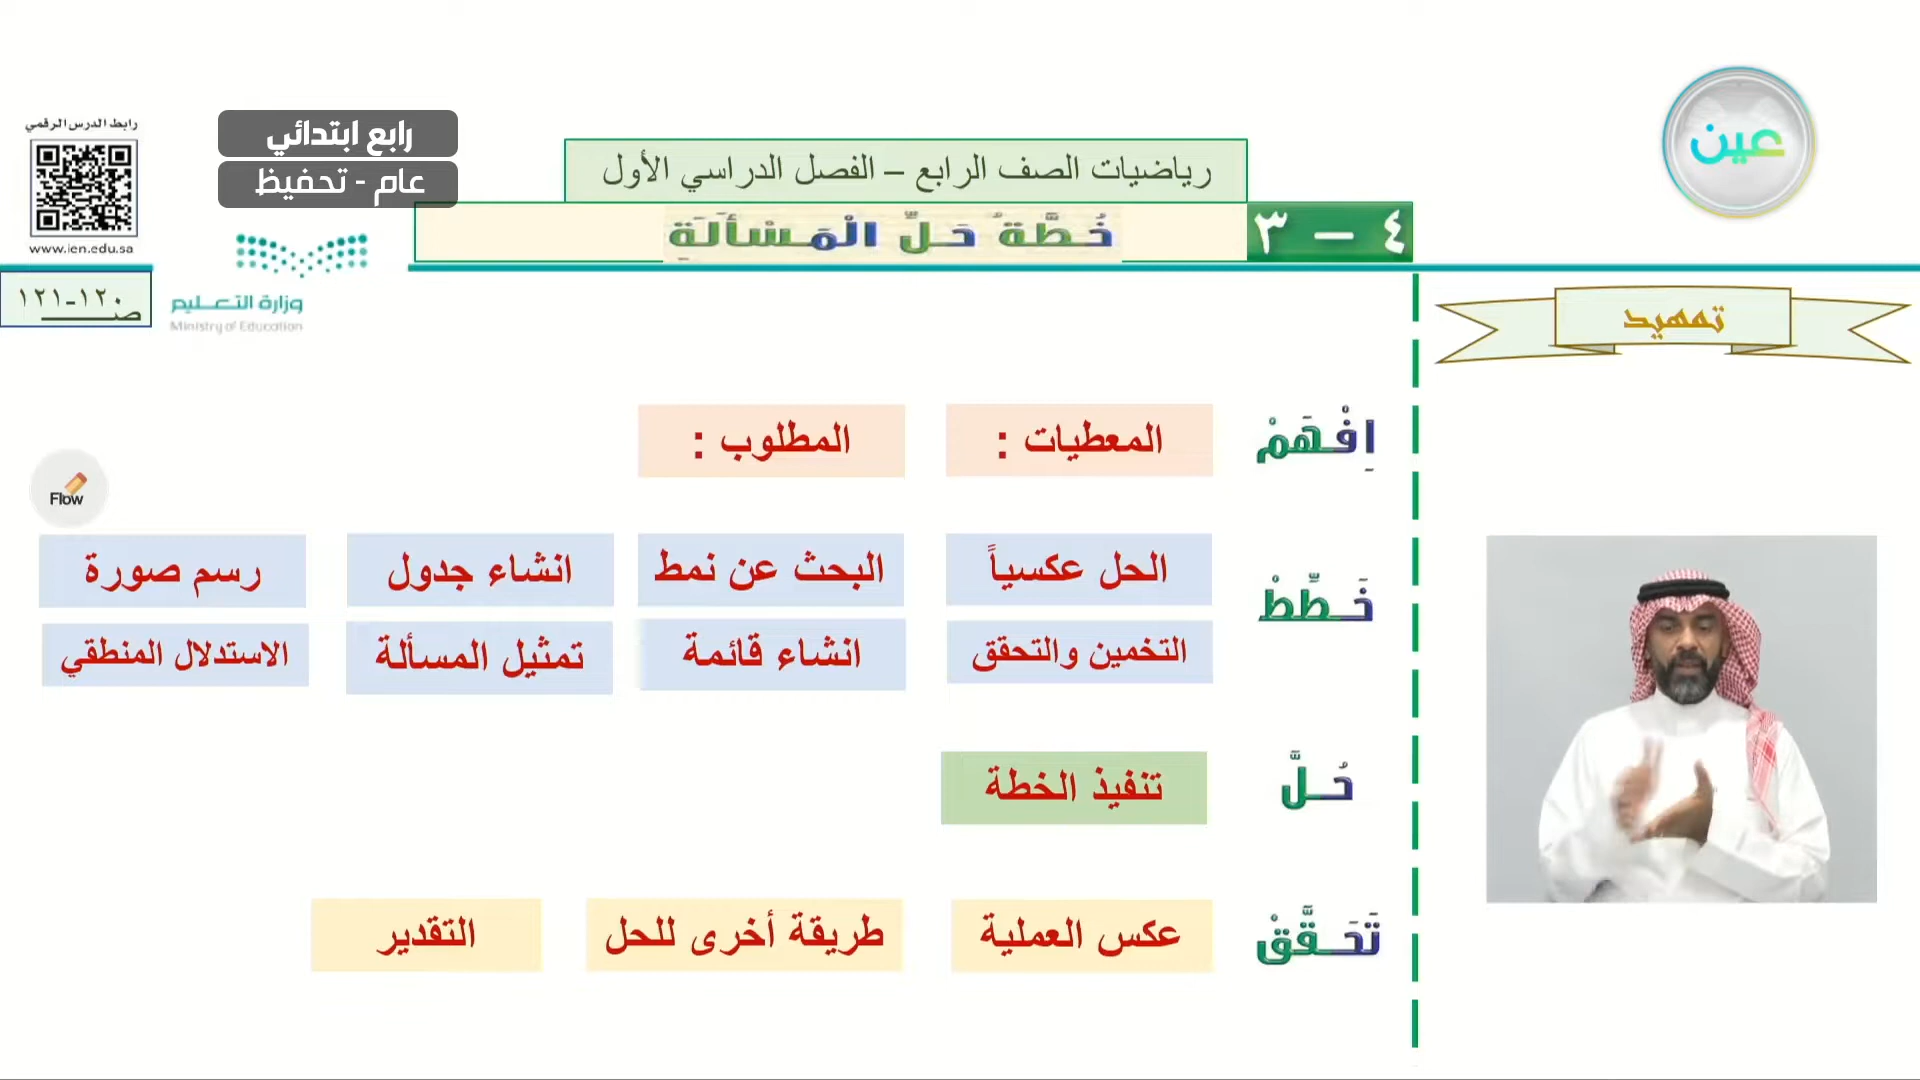 عين
رابط الدرس الرقمي
www.ien.edu.sa
رابع ابتدائي
عام - تحفيظ
رياضيات الصف الرابع – الفصل الدراسي الأول
٤ – ٣
خُطَّةُ حَلِّ الْمَسْأَلَةِ
وزارة التعليم
Ministry of Education
صـ ١٢٠-١٢١
تمهيد
اِفْهَمْ
المعطيات :
المطلوب :
Flow
خَطِّطْ
الحل عكسياً
البحث عن نمط
انشاء جدول
رسم صورة
التخمين والتحقق
انشاء قائمة
تمثيل المسألة
الاستدلال المنطقي
حُلَّ
تنفيذ الخطة
تَحَقَّقْ
عكس العملية
طريقة أخرى للحل
التقدير